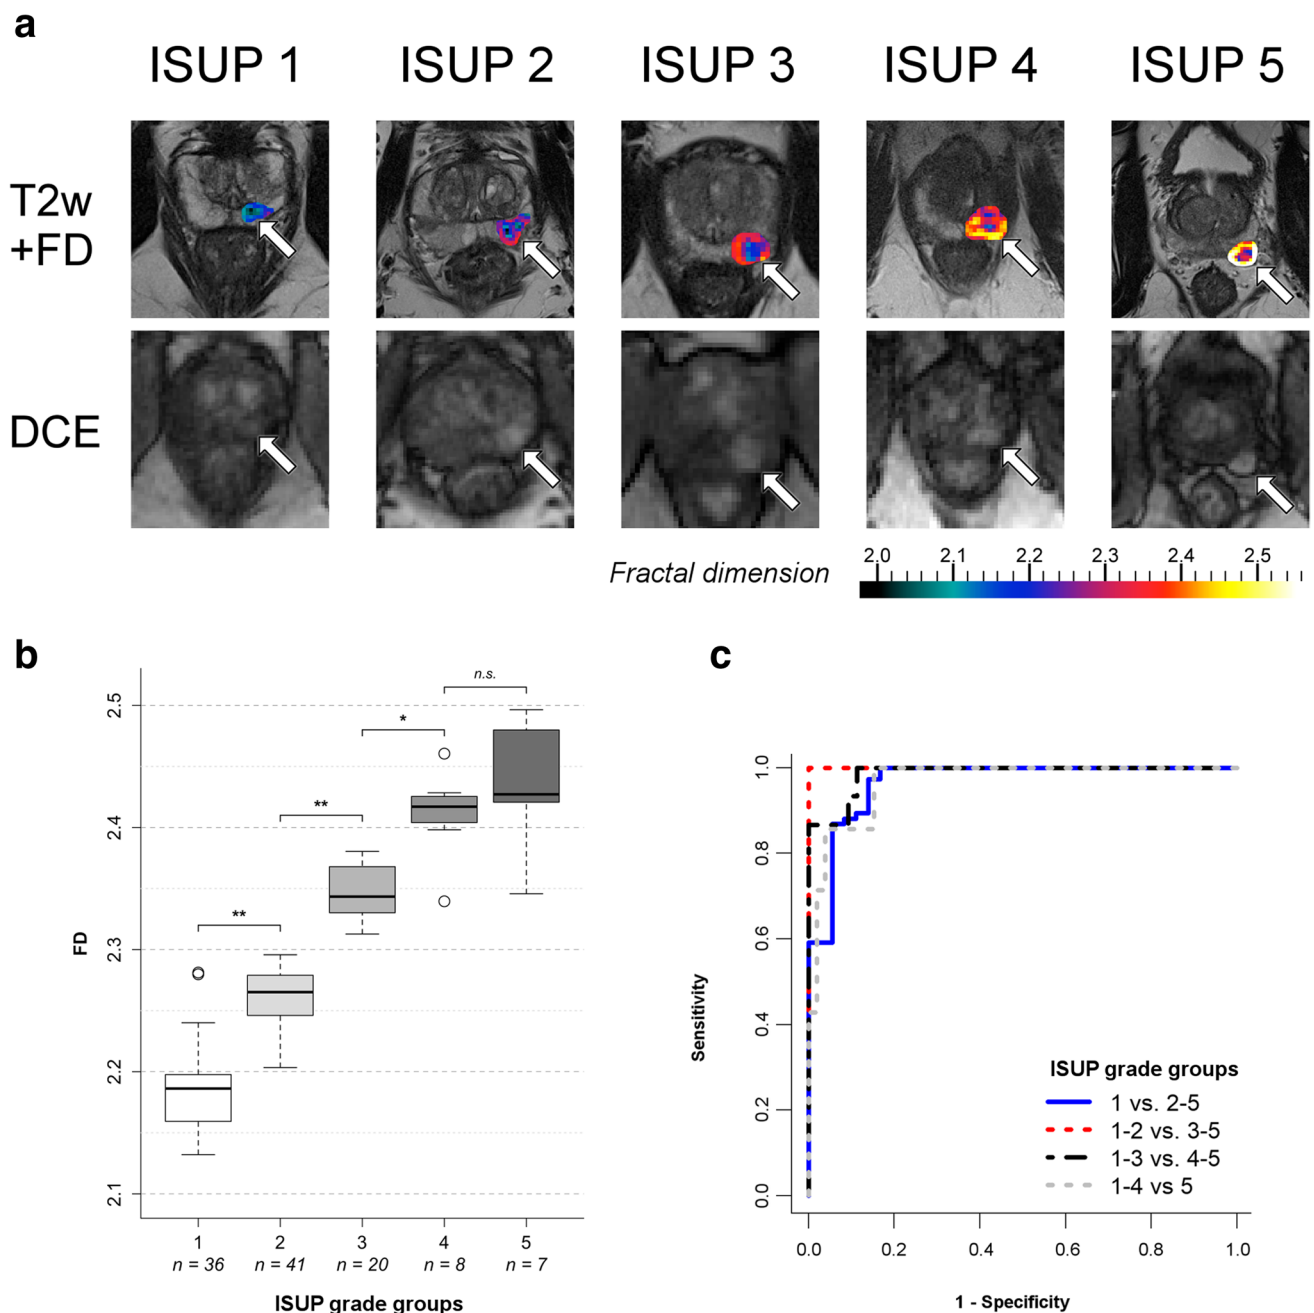 a
ISUP 1 ISUP 2 ISUP 3 ISUP 4 ISUP 5
T2w
+FD
DCE
Fractal dimension
2.0 2.1 2.2 2.3 2.4 2.5
b
n.s.
*
**
**
2.5
2.4
2.3
2.2
2.1
FD
1 2 3 4 5
n = 36 n = 41 n = 20 n = 8 n = 7
ISUP grade groups
c
1.0
0.8
0.6
0.4
0.2
0.0
Sensitivity
ISUP grade groups
1 vs. 2-5
1-2 vs. 3-5
1-3 vs. 4-5
1-4 vs 5
0.0 0.2 0.4 0.6 0.8 1.0
1 - Specificity